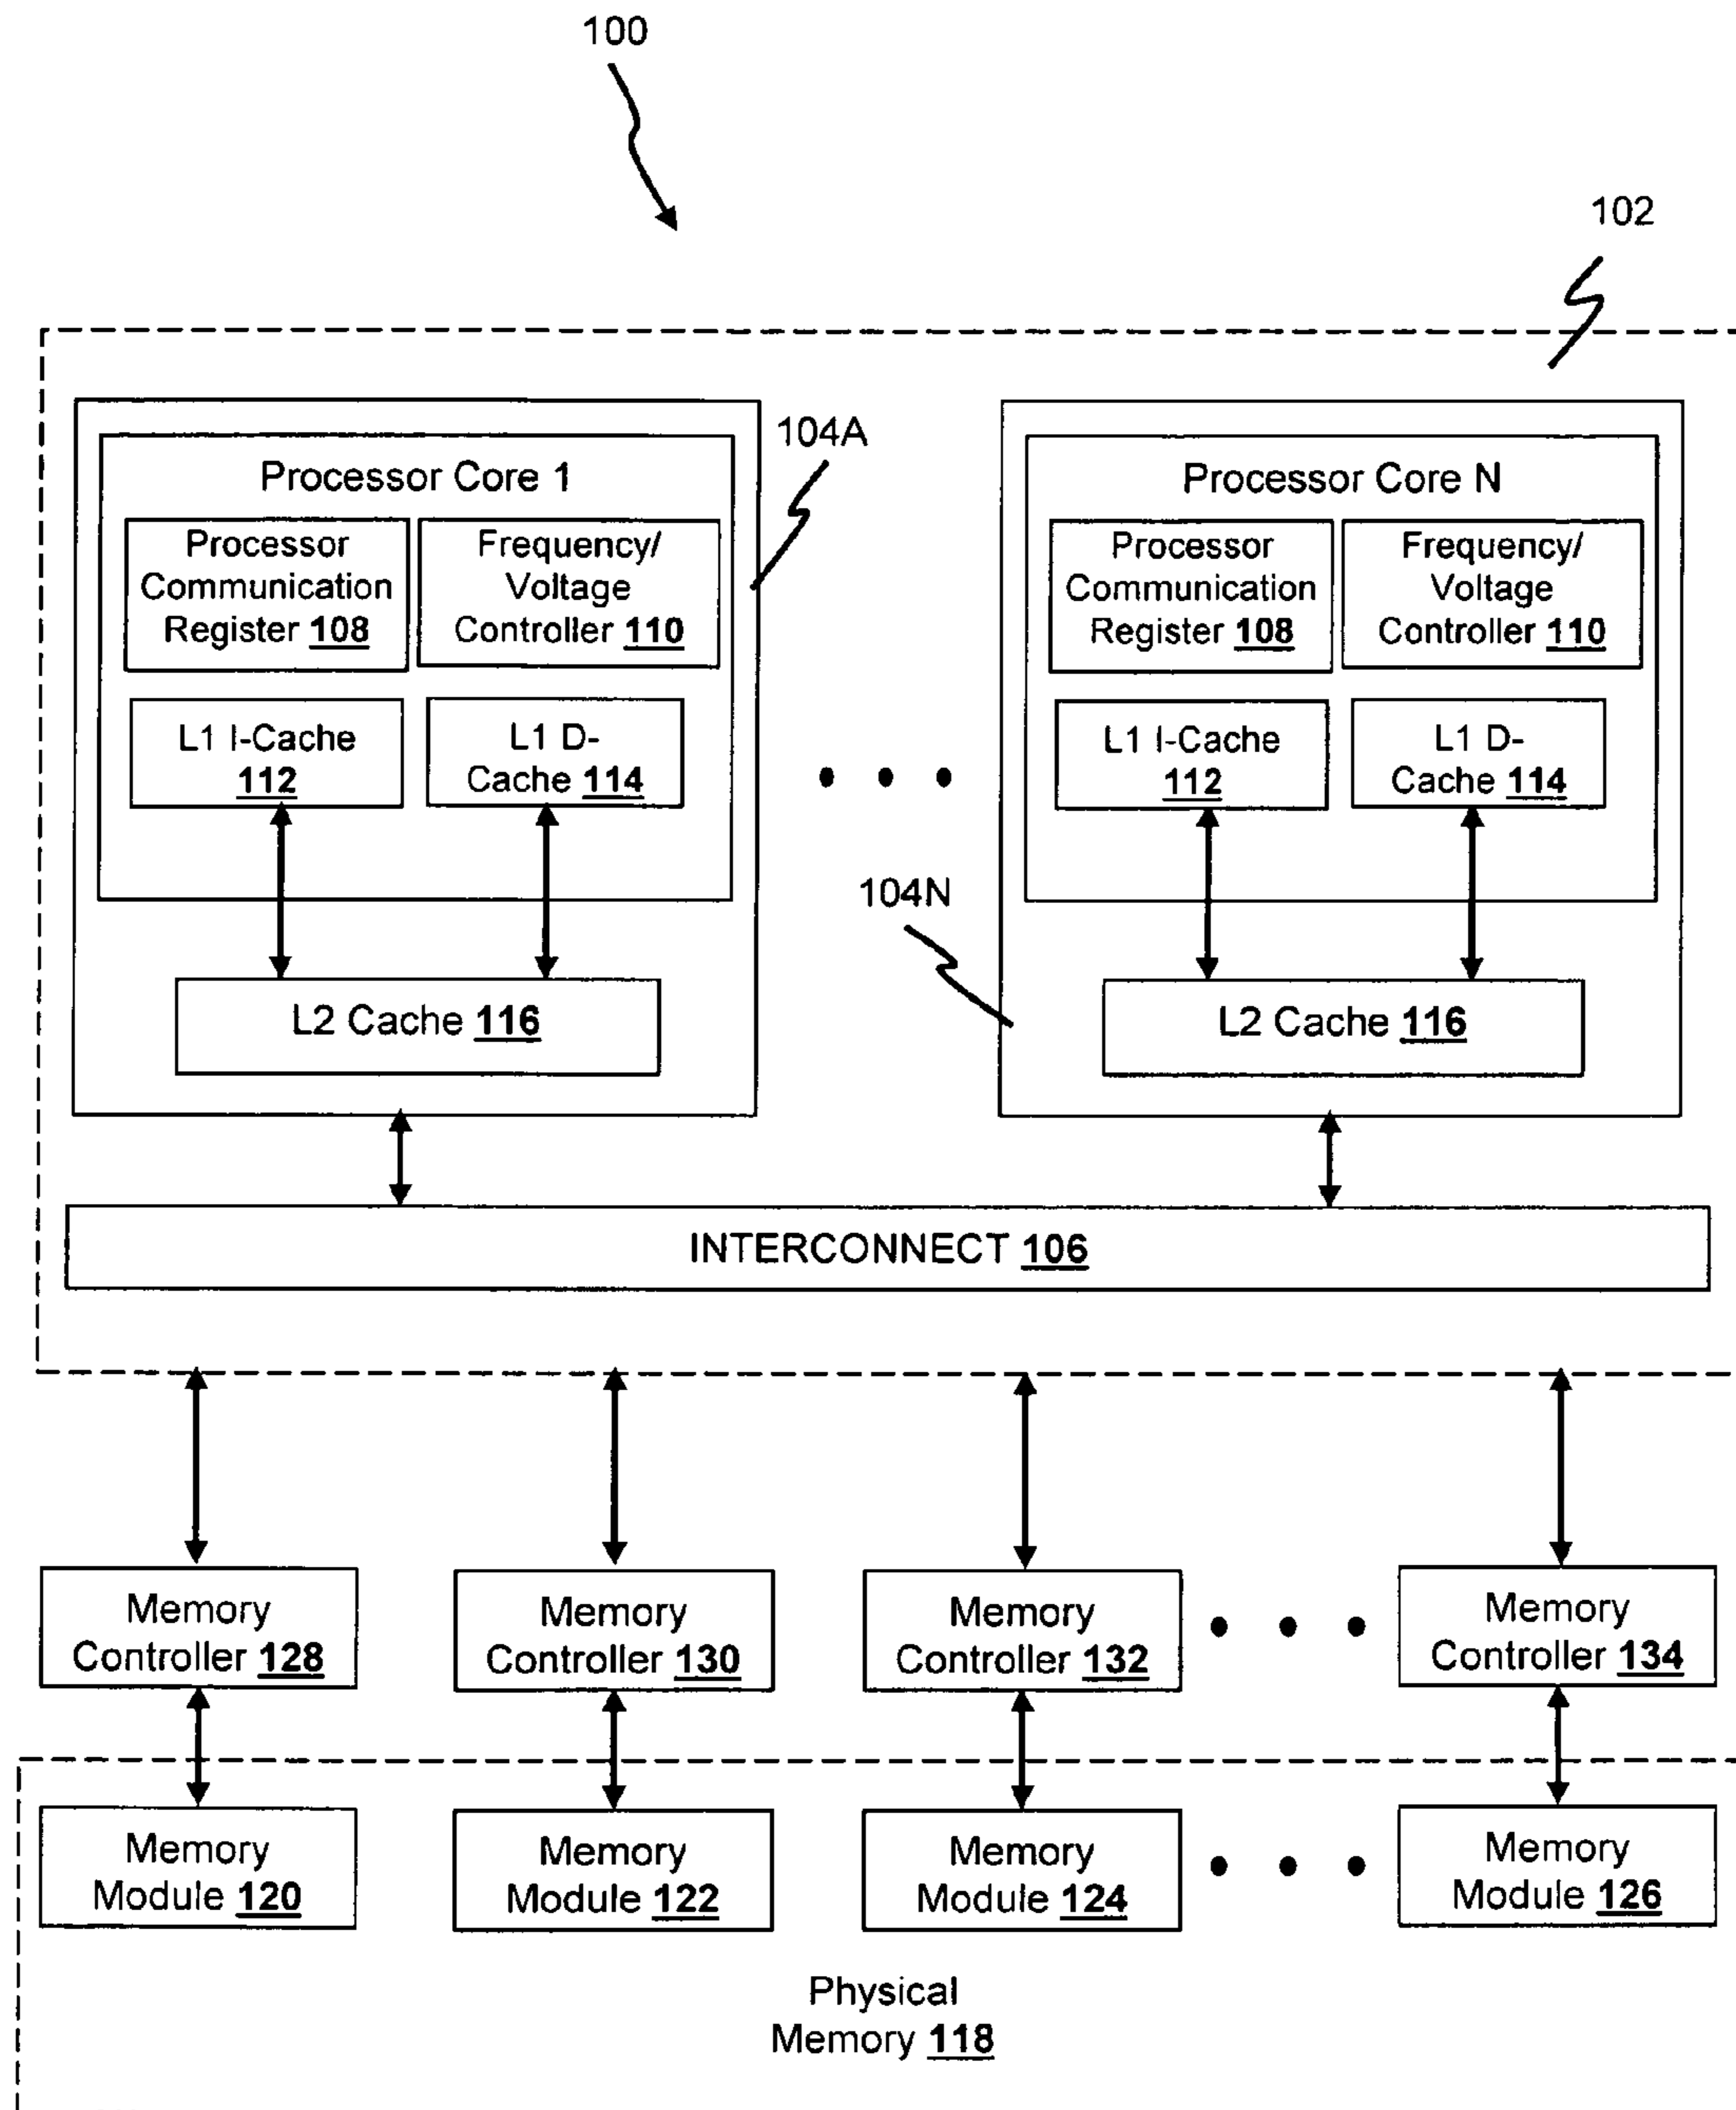 100
102
104A
Processor Core 1
Processor
Communication
Register 108
Frequency/
Voltage
Controller 110
L1 I-Cache
112
L1 D-
Cache 114
L2 Cache 116
Processor Core N
Processor
Communication
Register 108
Frequency/
Voltage
Controller 110
L1 I-Cache
112
L1 D-
Cache 114
104N
L2 Cache 116
INTERCONNECT 106
Memory
Controller 128
Memory
Controller 130
Memory
Controller 132
Memory
Controller 134
Memory
Module 120
Memory
Module 122
Memory
Module 124
Memory
Module 126
Physical
Memory 118